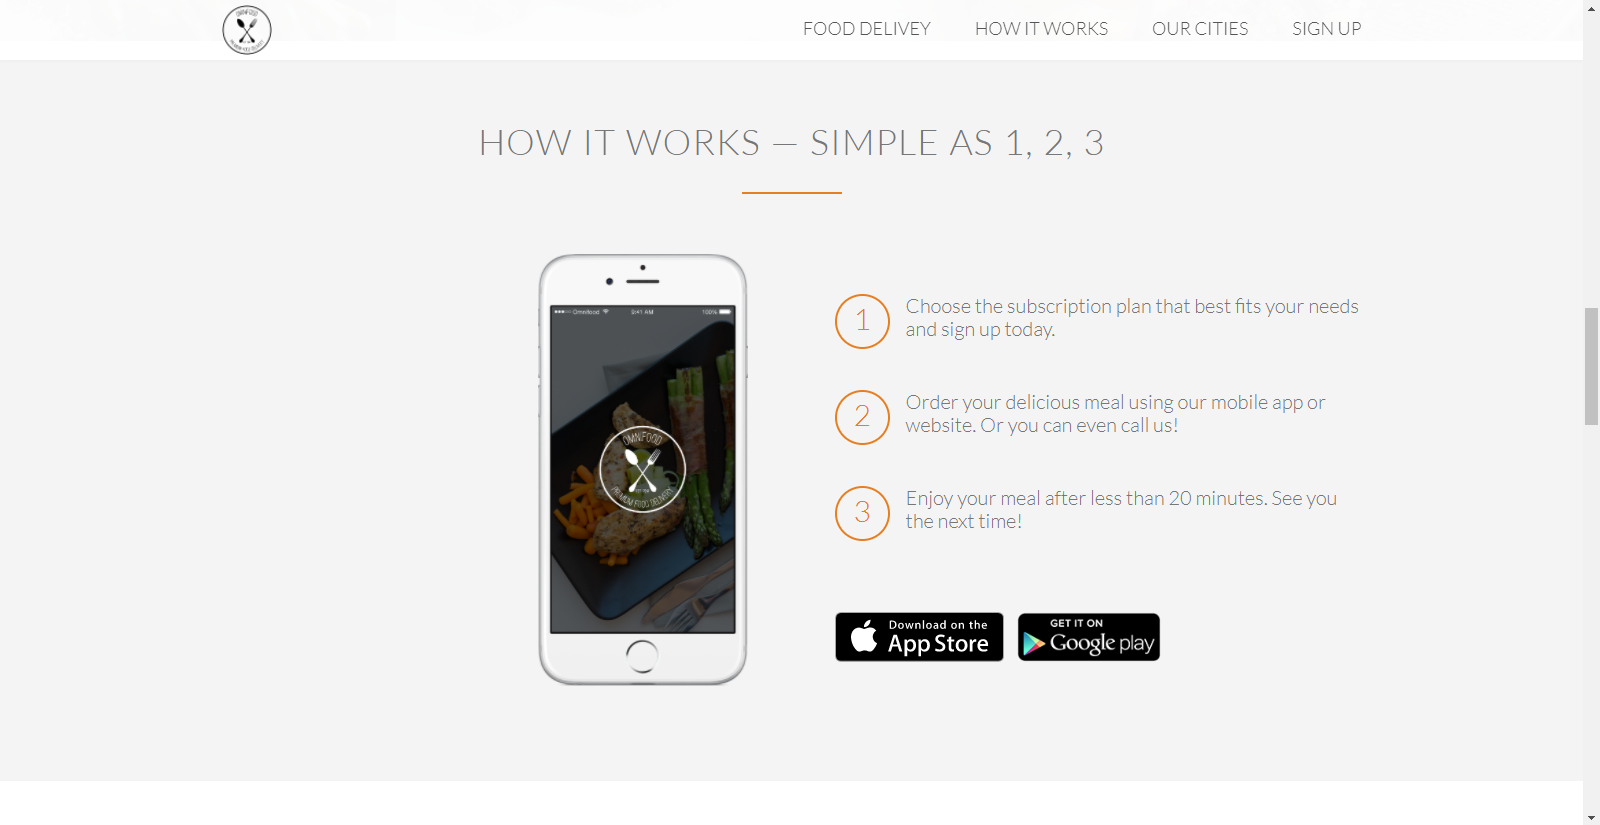 OMNIFOOD
FOOD DELIVEY
HOW IT WORKS
OUR CITIES
SIGN UP
HOW IT WORKS — SIMPLE AS 1, 2, 3
Omnifood
9:41 AM
100%
OMNIFOOD
PREMIUM FOOD DELIVERY
1
Choose the subscription plan that best fits your needs
and sign up today.
2
Order your delicious meal using our mobile app or
website. Or you can even call us!
3
Enjoy your meal after less than 20 minutes. See you
the next time!
Download on the
App Store
GET IT ON
Google play